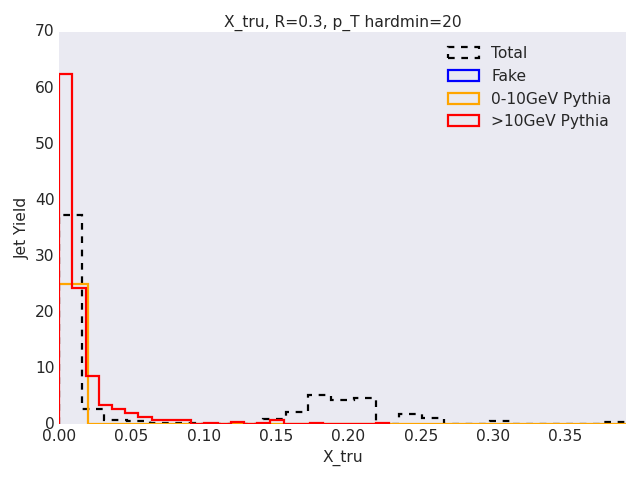 X_tru, R=0.3, p_T hardmin=20
70
60
50
40
30
20
10
0
Jet Yield
Total
Fake
0-10GeV Pythia
>10GeV Pythia
0.00 0.05 0.10 0.15 0.20 0.25 0.30 0.35
X_tru